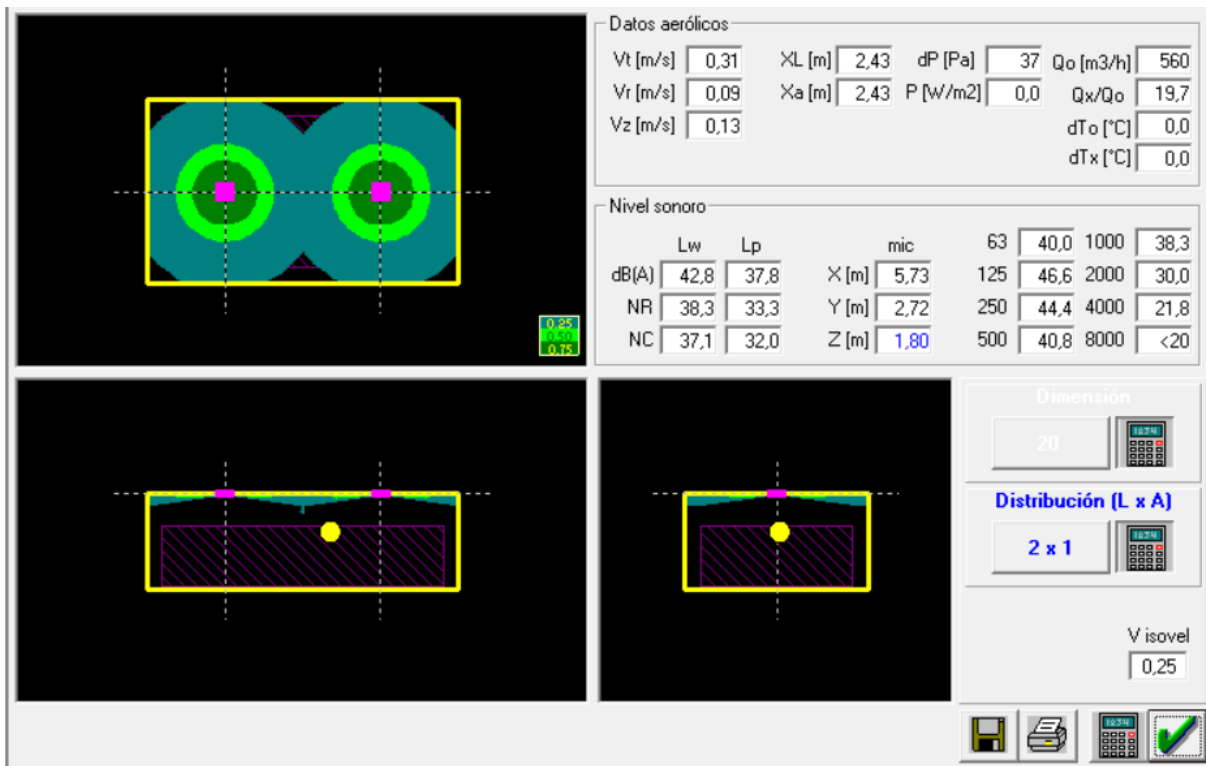 Datos aerólicos
Vt [m/s] 0,31 XL [m] 2,43 dP [Pa] 37 Qo [m3/h] 560
Vr [m/s] 0,09 Xa [m] 2,43 P [W/m2] 0,0 Qx/Qo 19,7
Vz [m/s] 0,13 dTo [°C] 0,0
dTx [°C] 0,0
Nivel sonoro
Lw Lp mic 63 40,0 1000 38,3
dB(A) 42,8 37,8 X [m] 5,73 125 46,6 2000 30,0
NR 38,3 33,3 Y [m] 2,72 250 44,4 4000 21,8
NC 37,1 32,0 Z [m] 1,80 500 40,8 8000 <20
0.25
0.50
0.75
Dimensión
20
1234
Distribución (L x A)
2 x 1
1234
V isovel
0,25
1234